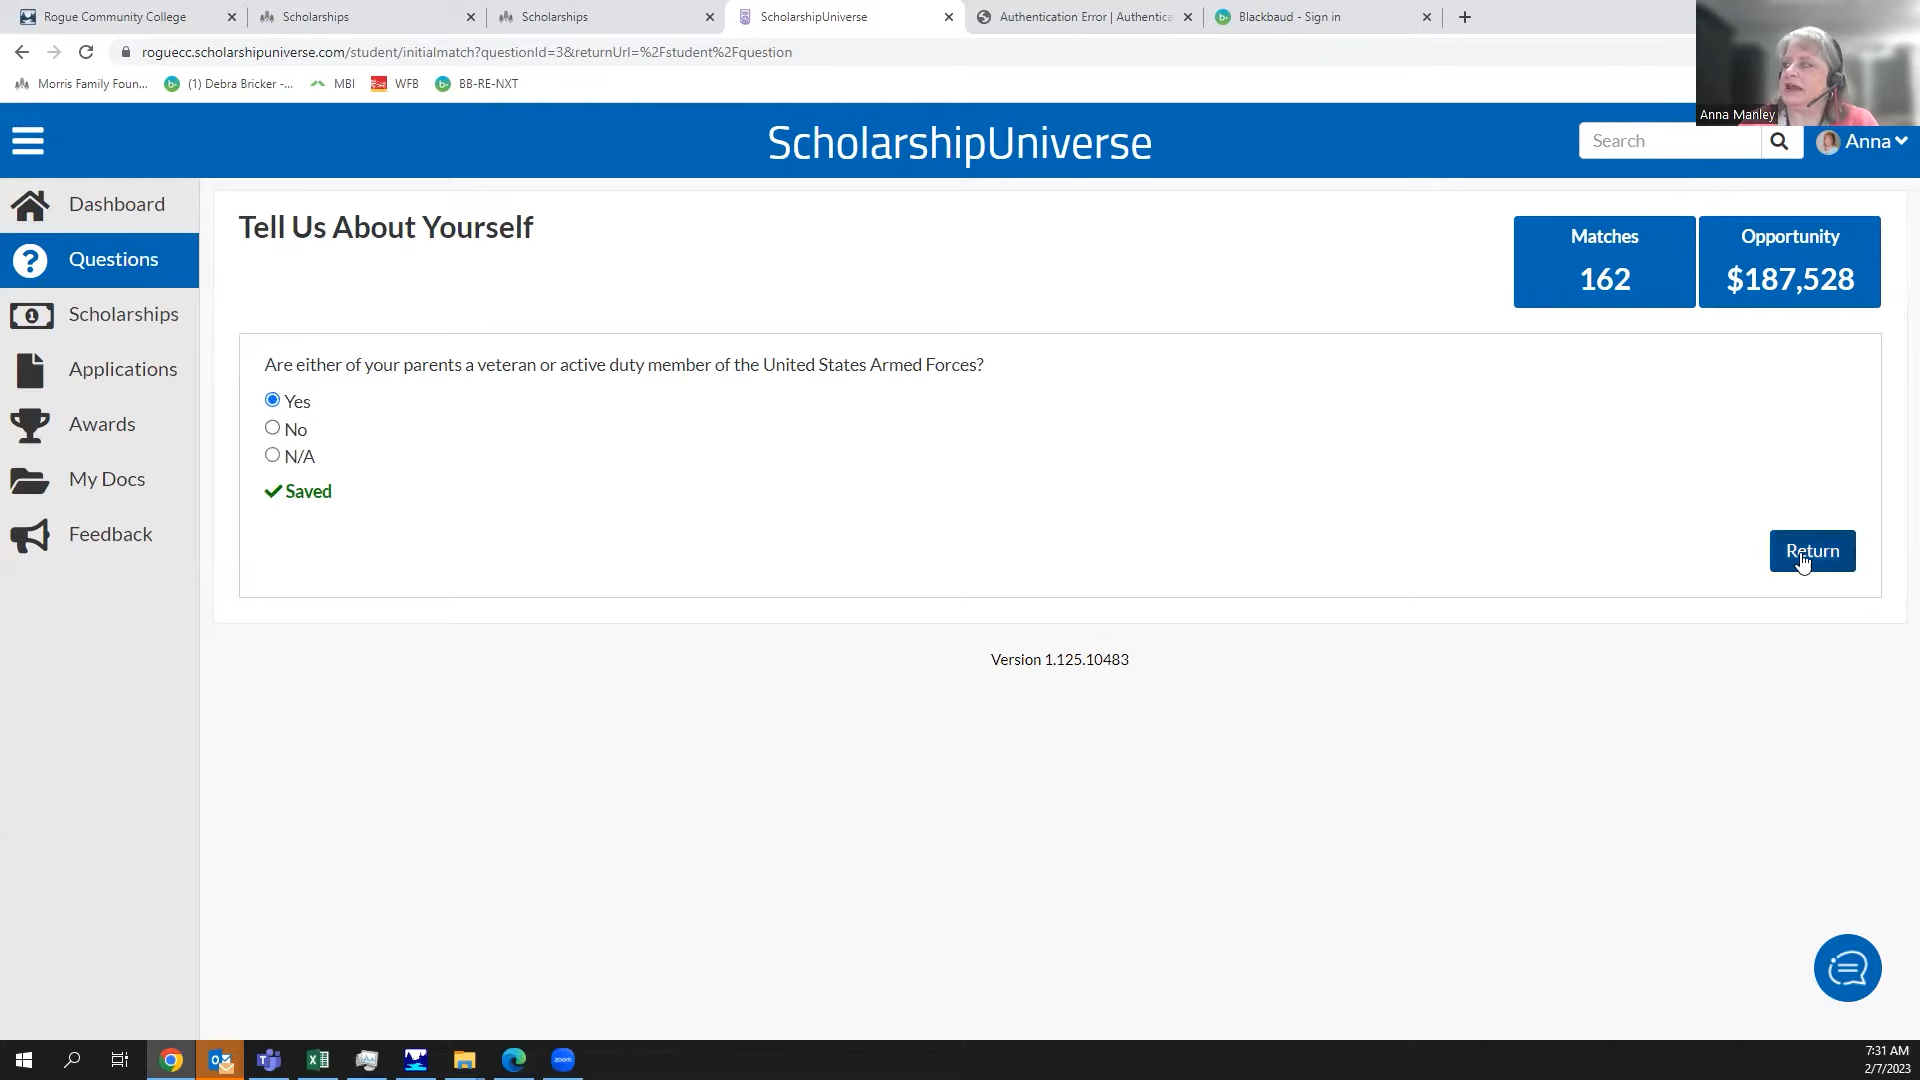 Rogue Community College
Scholarships
Scholarships
ScholarshipUniverse
Authentication Error | Authentica
Blackbaud - Sign in
roguecc.scholarshipuniverse.com/student/initialmatch?questionId=3&returnUrl=%2Fstudent%2Fquestion
Morris Family Foun...
(1) Debra Bricker -...
MBI
WFB
BB-RE-NXT
Anna Manley
ScholarshipUniverse
Search
Anna
Dashboard
Questions
Scholarships
Applications
Awards
My Docs
Feedback
Tell Us About Yourself
Matches
162
Opportunity
$187,528
Are either of your parents a veteran or active duty member of the United States Armed Forces?
Yes
No
N/A
Saved
Return
Version 1.125.10483
zoom
7:31 AM
2/7/2023